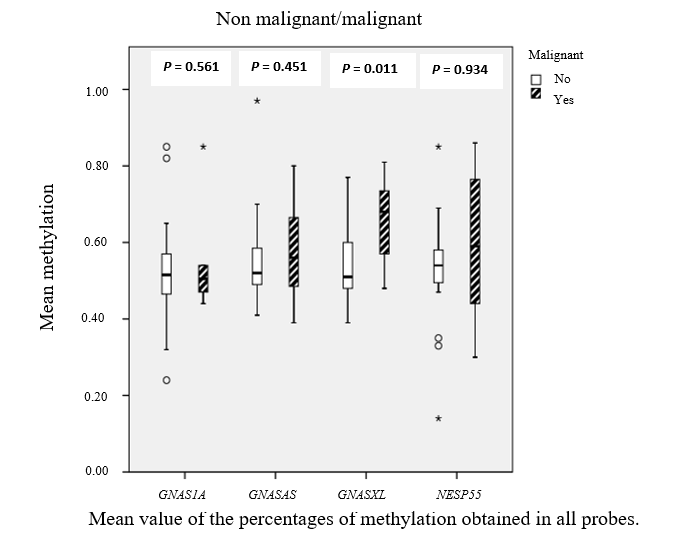 Non malignant/malignant
P = 0.561 P = 0.451 P = 0.011 P = 0.934
Malignant
No
Yes
Mean methylation
1.00
0.80
0.60
0.40
0.20
0.00
GNAS1A GNASAS GNASXL NESP55
Mean value of the percentages of methylation obtained in all probes.